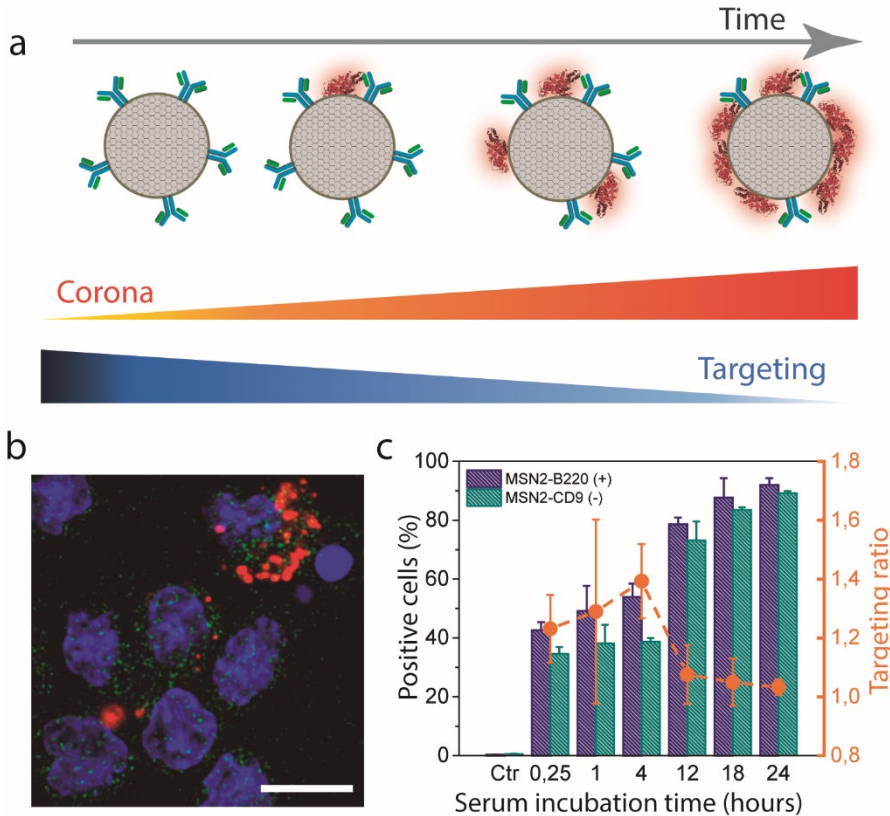 a
Time
Corona
Targeting
b
c
MSN2-B220 (+)
MSN2-CD9 (-)
Positive cells (%)
100
80
60
40
20
0
Ctr 0,25 1 4 12 18 24
Serum incubation time (hours)
1,8
1,6
1,4
1,2
1,0
0,8
Targeting ratio